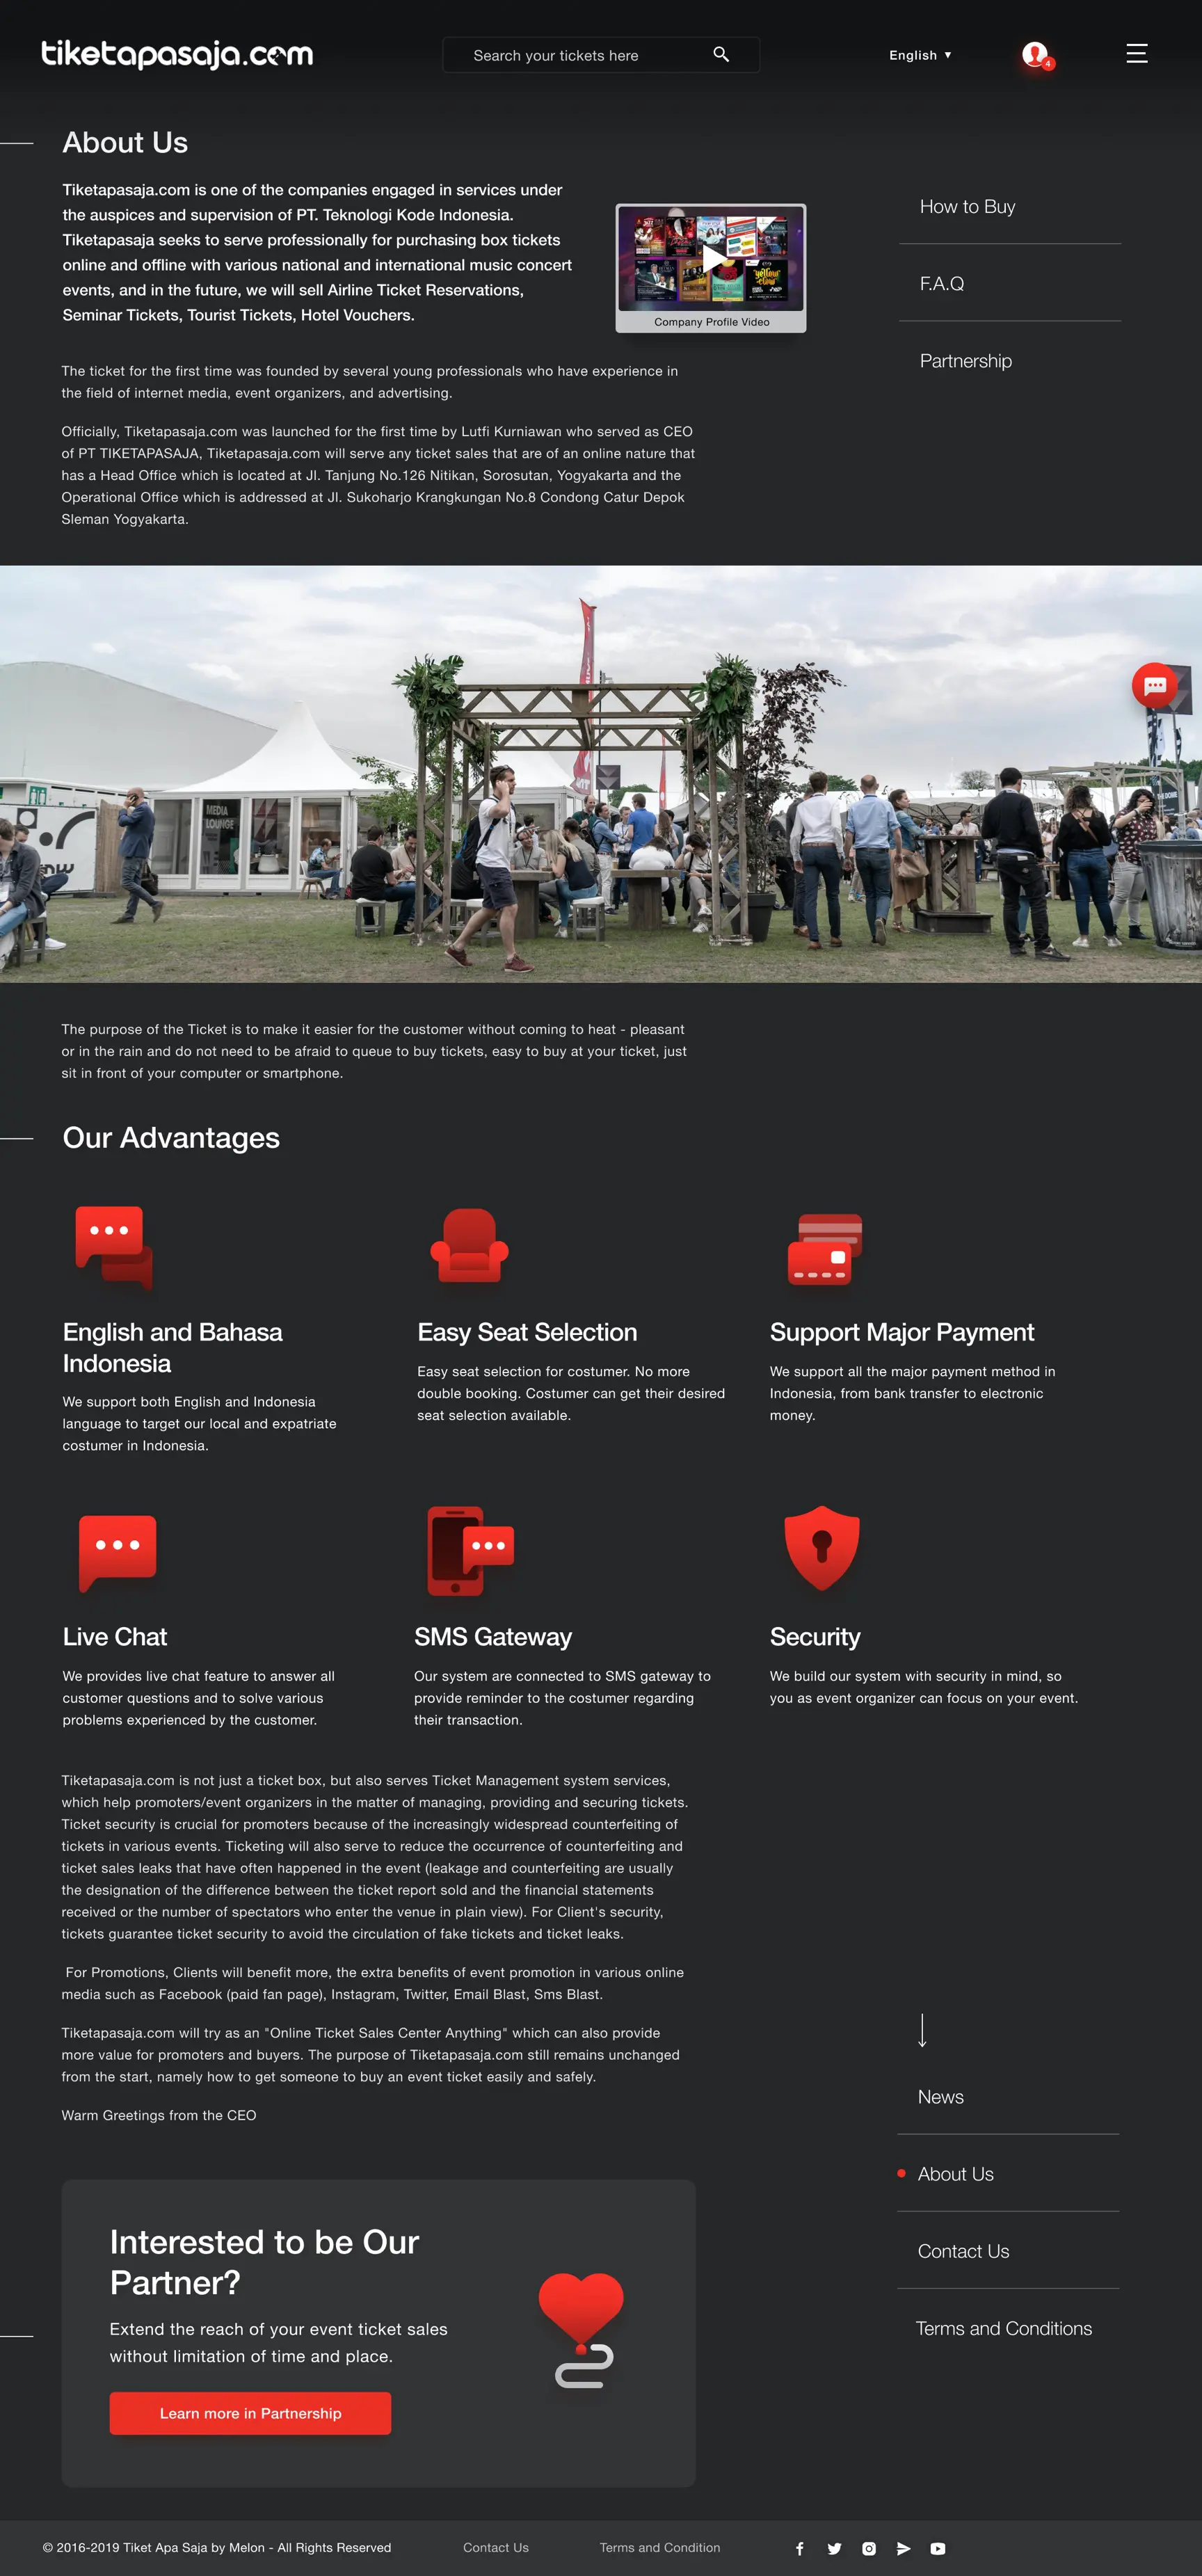 tiketapasaja.com
Search your tickets here
English ▼
4
About Us
Tiketapasaja.com is one of the companies engaged in services under
the auspices and supervision of PT. Teknologi Kode Indonesia.
Tiketapasaja seeks to serve professionally for purchasing box tickets
online and offline with various national and international music concert
events, and in the future, we will sell Airline Ticket Reservations,
Seminar Tickets, Tourist Tickets, Hotel Vouchers.
Company Profile Video
How to Buy
F.A.Q
Partnership
The ticket for the first time was founded by several young professionals who have experience in
the field of internet media, event organizers, and advertising.
Officially, Tiketapasaja.com was launched for the first time by Lutfi Kurniawan who served as CEO
of PT TIKETAPASAJA, Tiketapasaja.com will serve any ticket sales that are of an online nature that
has a Head Office which is located at Jl. Tanjung No.126 Nitikan, Sorosutan, Yogyakarta and the
Operational Office which is addressed at Jl. Sukoharjo Krangkungan No.8 Condong Catur Depok
Sleman Yogyakarta.
MEDIA
LOUNGE
The purpose of the Ticket is to make it easier for the customer without coming to heat - pleasant
or in the rain and do not need to be afraid to queue to buy tickets, easy to buy at your ticket, just
sit in front of your computer or smartphone.
Our Advantages
English and Bahasa
Indonesia
We support both English and Indonesia
language to target our local and expatriate
costumer in Indonesia.
Easy Seat Selection
Easy seat selection for costumer. No more
double booking. Costumer can get their desired
seat selection available.
Support Major Payment
We support all the major payment method in
Indonesia, from bank transfer to electronic
money.
Live Chat
We provides live chat feature to answer all
customer questions and to solve various
problems experienced by the customer.
SMS Gateway
Our system are connected to SMS gateway to
provide reminder to the costumer regarding
their transaction.
Security
We build our system with security in mind, so
you as event organizer can focus on your event.
Tiketapasaja.com is not just a ticket box, but also serves Ticket Management system services,
which help promoters/event organizers in the matter of managing, providing and securing tickets.
Ticket security is crucial for promoters because of the increasingly widespread counterfeiting of
tickets in various events. Ticketing will also serve to reduce the occurrence of counterfeiting and
ticket sales leaks that have often happened in the event (leakage and counterfeiting are usually
the designation of the difference between the ticket report sold and the financial statements
received or the number of spectators who enter the venue in plain view). For Client's security,
tickets guarantee ticket security to avoid the circulation of fake tickets and ticket leaks.
For Promotions, Clients will benefit more, the extra benefits of event promotion in various online
media such as Facebook (paid fan page), Instagram, Twitter, Email Blast, Sms Blast.
Tiketapasaja.com will try as an "Online Ticket Sales Center Anything" which can also provide
more value for promoters and buyers. The purpose of Tiketapasaja.com still remains unchanged
from the start, namely how to get someone to buy an event ticket easily and safely.
Warm Greetings from the CEO
News
About Us
Contact Us
Terms and Conditions
Interested to be Our
Partner?
Extend the reach of your event ticket sales
without limitation of time and place.
Learn more in Partnership
© 2016-2019 Tiket Apa Saja by Melon - All Rights Reserved
Contact Us
Terms and Condition